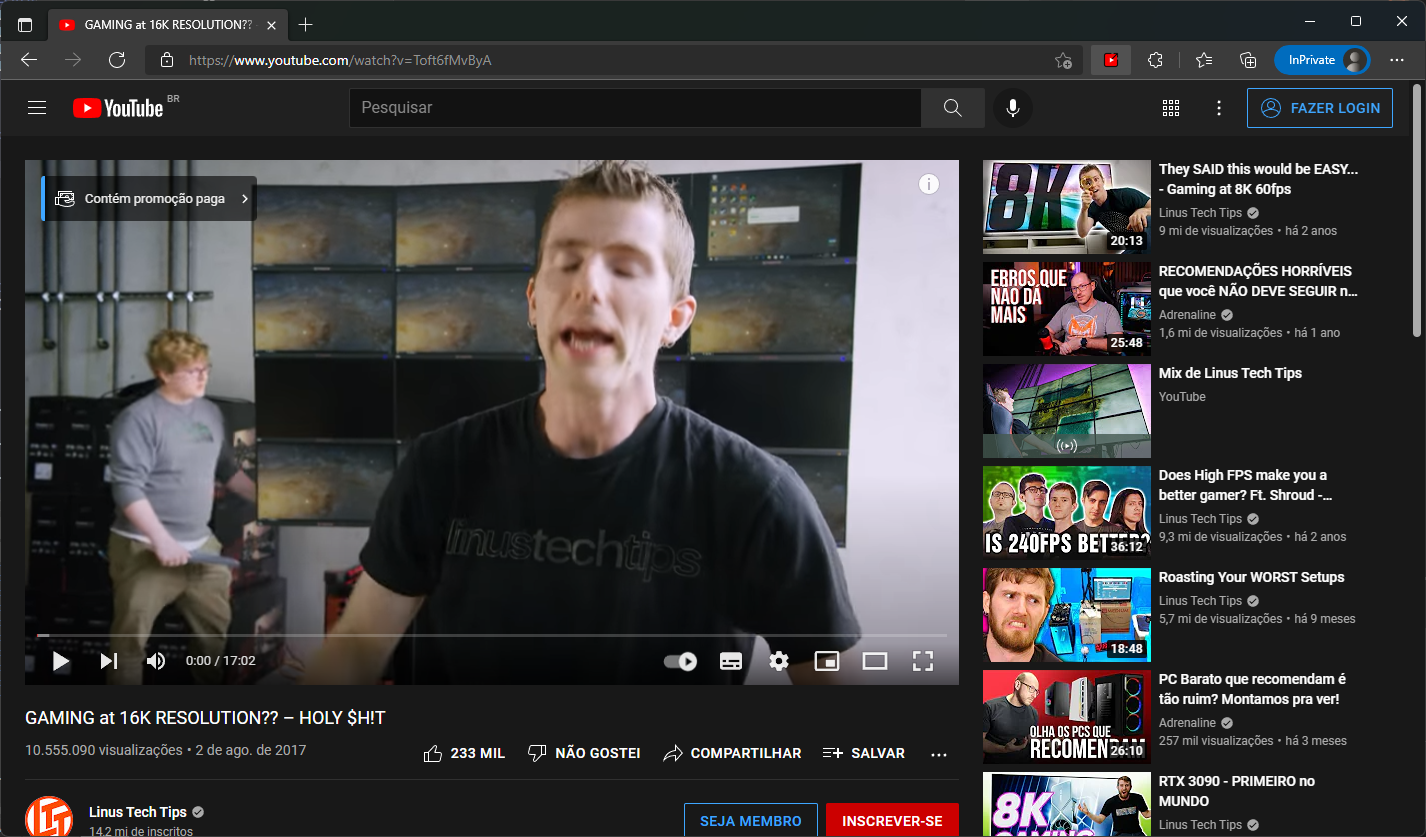 GAMING at 16K RESOLUTION?? -
https://www.youtube.com/watch?v=Toft6fMvByA
InPrivate
YouTube BR
Pesquisar
FAZER LOGIN
Contém promoção paga
linustechtips
0:00 / 17:02
GAMING at 16K RESOLUTION?? – HOLY $H!T
10.555.090 visualizações • 2 de ago. de 2017
233 MIL
NÃO GOSTEI
COMPARTILHAR
SALVAR
Linus Tech Tips
14,2 mi de inscritos
SEJA MEMBRO
INSCREVER-SE
8K
20:13
They SAID this would be EASY...
- Gaming at 8K 60fps
Linus Tech Tips
9 mi de visualizações • há 2 anos
ERROS QUE
NÃO DÁ
MAIS
25:48
RECOMENDAÇÕES HORRÍVEIS
que você NÃO DEVE SEGUIR n...
Adrenaline
1,6 mi de visualizações • há 1 ano
Mix de Linus Tech Tips
YouTube
IS 240FPS BETTER?
36:12
Does High FPS make you a
better gamer? Ft. Shroud -...
Linus Tech Tips
9,3 mi de visualizações • há 2 anos
18:48
Roasting Your WORST Setups
Linus Tech Tips
5,7 mi de visualizações • há 9 meses
OLHA OS PCS QUE
RECOMENDAM
26:10
PC Barato que recomendam é
tão ruim? Montamos pra ver!
Adrenaline
257 mil visualizações • há 3 meses
8K
GAMING
RTX 3090 - PRIMEIRO no
MUNDO
Linus Tech Tips